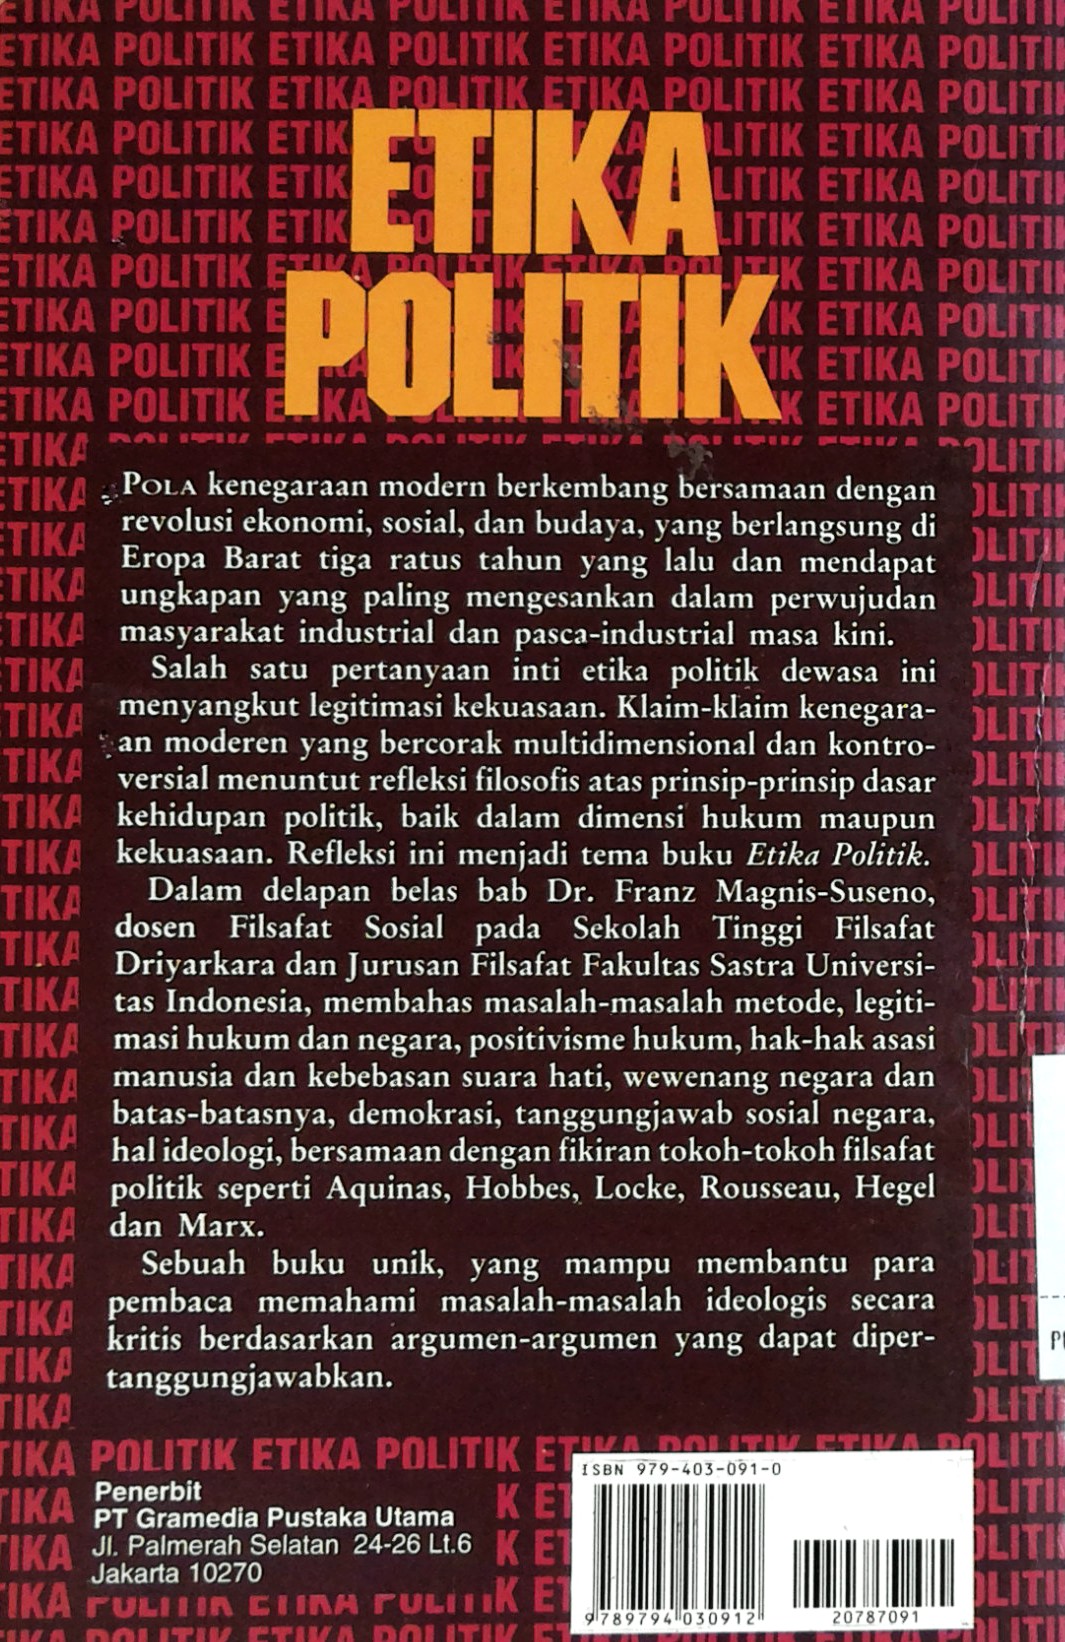 ETIKA POLITIK ETIKA POLITIK ETIKA POLITIK ETIKA POLITIK
ETIKA
POLITIK
POLA kenegaraan modern berkembang bersamaan dengan
revolusi ekonomi, sosial, dan budaya, yang berlangsung di
Eropa Barat tiga ratus tahun yang lalu dan mendapat
ungkapan yang paling mengesankan dalam perwujudan
masyarakat industrial dan pasca-industrial masa kini.
Salah satu pertanyaan inti etika politik dewasa ini
menyangkut legitimasi kekuasaan. Klaim-klaim kenegara-
an moderen yang bercorak multidimensional dan kontro-
versial menuntut refleksi filosofis atas prinsip-prinsip dasar
kehidupan politik, baik dalam dimensi hukum maupun
kekuasaan. Refleksi ini menjadi tema buku Etika Politik.
Dalam delapan belas bab Dr. Franz Magnis-Suseno,
dosen Filsafat Sosial pada Sekolah Tinggi Filsafat
Driyarkara dan Jurusan Filsafat Fakultas Sastra Universi-
tas Indonesia, membahas masalah-masalah metode, legiti-
masi hukum dan negara, positivisme hukum, hak-hak asasi
manusia dan kebebasan suara hati, wewenang negara dan
batas-batasnya, demokrasi, tanggungjawab sosial negara,
hal ideologi, bersamaan dengan fikiran tokoh-tokoh filsafat
politik seperti Aquinas, Hobbes, Locke, Rousseau, Hegel
dan Marx.
Sebuah buku unik, yang mampu membantu para
pembaca memahami masalah-masalah ideologis secara
kritis berdasarkan argumen-argumen yang dapat diper-
tanggungjawabkan.
Penerbit
PT Gramedia Pustaka Utama
Jl. Palmerah Selatan 24-26 Lt.6
Jakarta 10270
ISBN 979-403-091-0
9789794030912
20787091